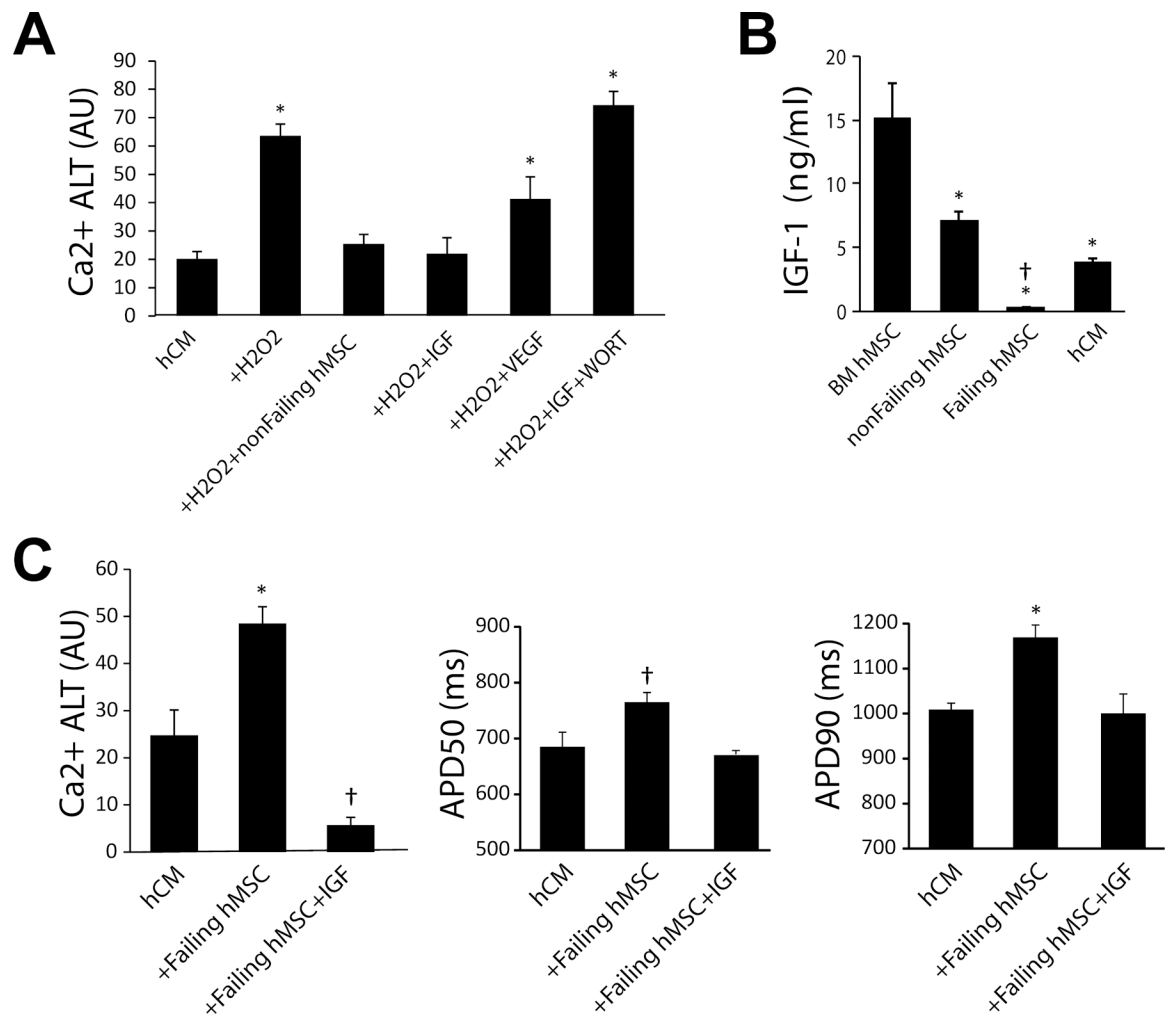 A
Ca2+ ALT (AU)
90
80
70
60
50
40
30
20
10
0
*
*
*
hCM
+H2O2
+H2O2+nonFailing hMSC
+H2O2+IGF
+H2O2+VEGF
+H2O2+IGF+WORT
B
IGF-1 (ng/ml)
20
15
10
5
0
*
†
*
*
BM hMSC
nonFailing hMSC
Failing hMSC
hCM
C
Ca2+ ALT (AU)
60
50
40
30
20
10
0
*
†
hCM
+Failing hMSC
+Failing hMSC+IGF
APD50 (ms)
900
800
700
600
500
†
hCM
+Failing hMSC
+Failing hMSC+IGF
APD90 (ms)
1200
1100
1000
900
800
700
*
hCM
+Failing hMSC
+Failing hMSC+IGF